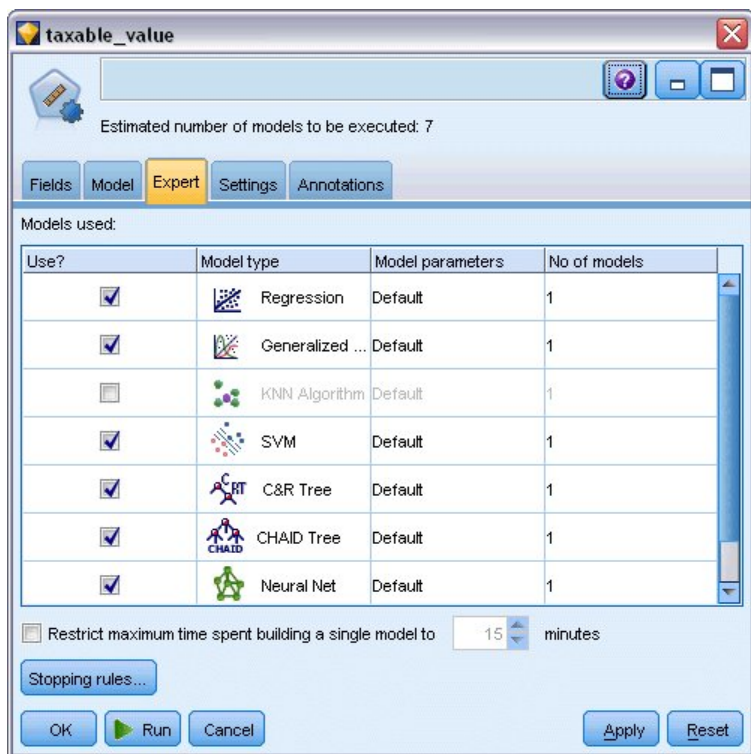 taxable_value
Estimated number of models to be executed: 7
Fields Model Expert Settings Annotations
Models used:
Use? Model type Model parameters No of models
Regression Default 1
Generalized ... Default 1
KNN Algorithm Default 1
SVM Default 1
C RT C&R Tree Default 1
CHAID CHAID Tree Default 1
Neural Net Default 1
Restrict maximum time spent building a single model to 15 minutes
Stopping rules...
OK Run Cancel Apply Reset